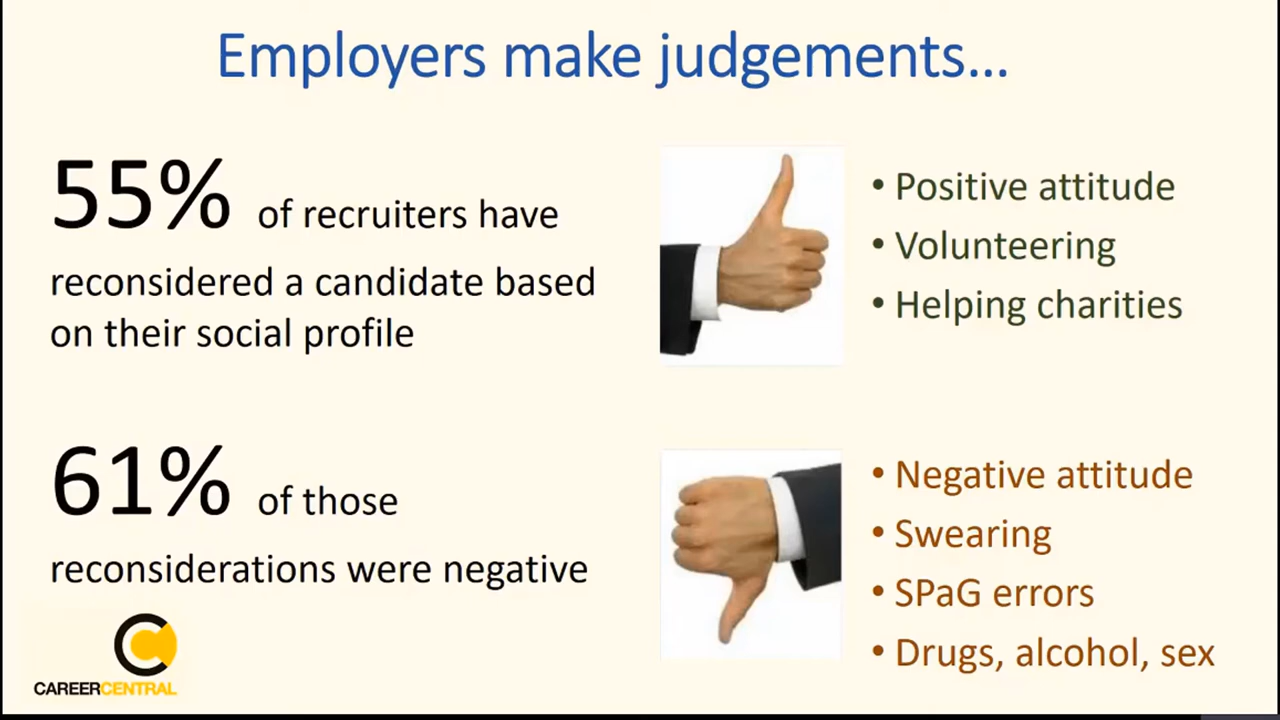 Employers make judgements...
55% of recruiters have
reconsidered a candidate based
on their social profile
• Positive attitude
• Volunteering
• Helping charities
61% of those
reconsiderations were negative
• Negative attitude
• Swearing
• SPaG errors
• Drugs, alcohol, sex
CAREERCENTRAL